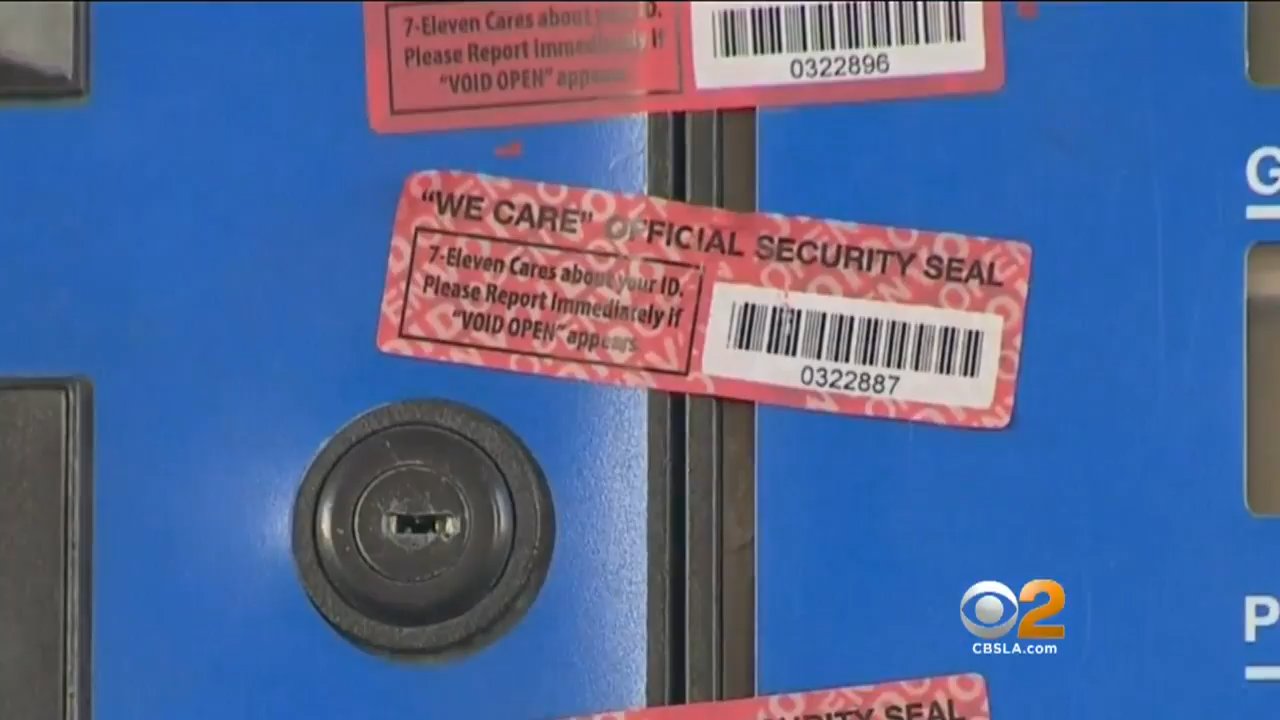 7-Eleven Cares about your ID.
Please Report Immediately If
"VOID OPEN" appears
0322896
"WE CARE" OFFICIAL SECURITY SEAL
7-Eleven Cares about your ID.
Please Report Immediately If
"VOID OPEN" appears
0322887
G
P
2
CBSLA.com
SECURITY SEAL